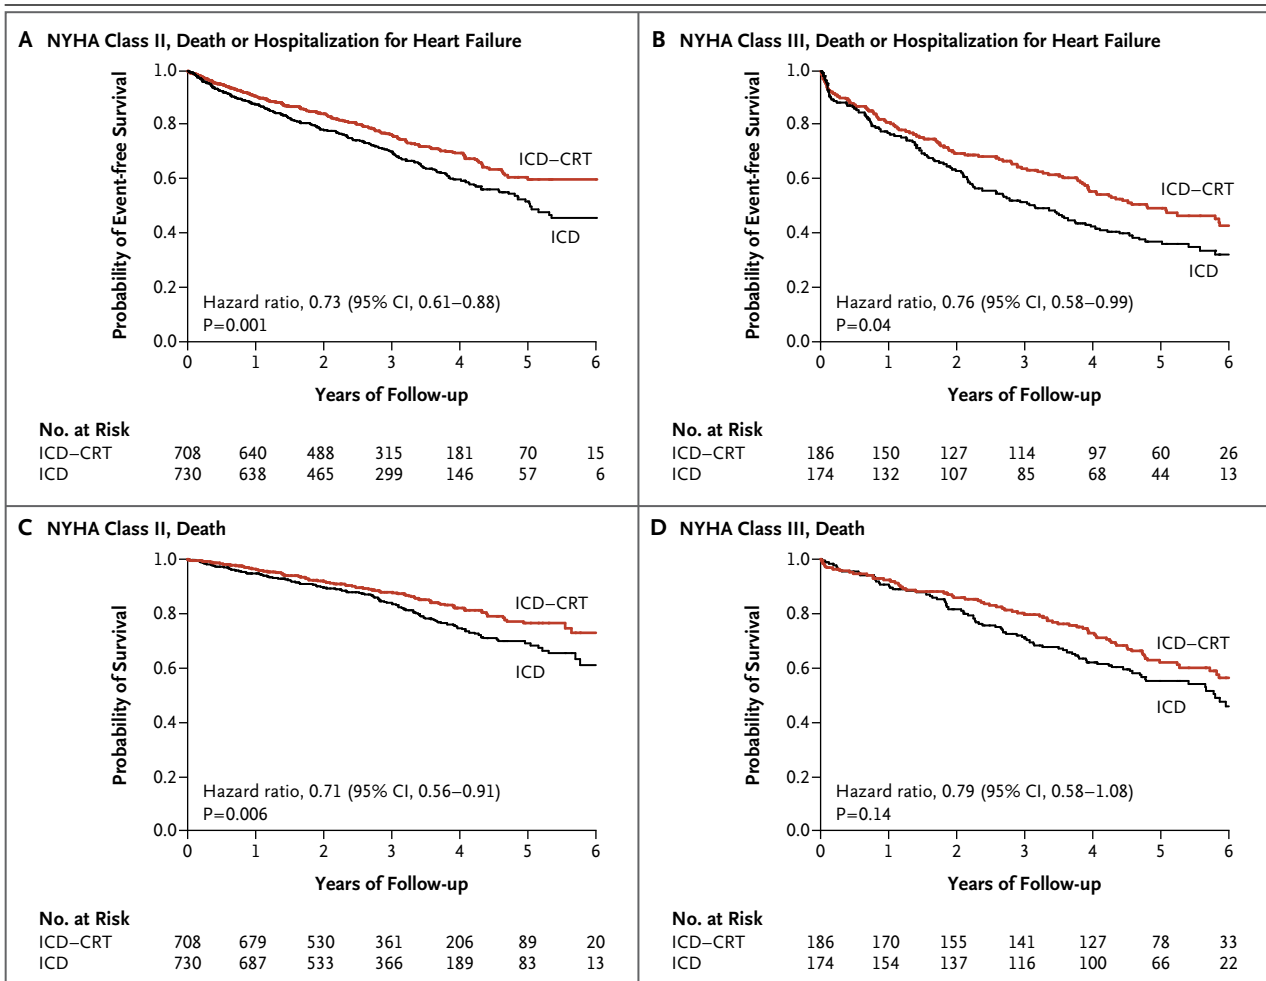 A NYHA Class II, Death or Hospitalization for Heart Failure
Probability of Event-free Survival
1.0
0.8
0.6
0.4
0.2
0.0
ICD–CRT
ICD
Hazard ratio, 0.73 (95% CI, 0.61–0.88)
P=0.001
0 1 2 3 4 5 6
Years of Follow-up
No. at Risk
ICD–CRT 708 640 488 315 181 70 15
ICD 730 638 465 299 146 57 6
B NYHA Class III, Death or Hospitalization for Heart Failure
Probability of Event-free Survival
1.0
0.8
0.6
0.4
0.2
0.0
ICD–CRT
ICD
Hazard ratio, 0.76 (95% CI, 0.58–0.99)
P=0.04
0 1 2 3 4 5 6
Years of Follow-up
No. at Risk
ICD–CRT 186 150 127 114 97 60 26
ICD 174 132 107 85 68 44 13
C NYHA Class II, Death
Probability of Survival
1.0
0.8
0.6
0.4
0.2
0.0
ICD–CRT
ICD
Hazard ratio, 0.71 (95% CI, 0.56–0.91)
P=0.006
0 1 2 3 4 5 6
Years of Follow-up
No. at Risk
ICD–CRT 708 679 530 361 206 89 20
ICD 730 687 533 366 189 83 13
D NYHA Class III, Death
Probability of Survival
1.0
0.8
0.6
0.4
0.2
0.0
ICD–CRT
ICD
Hazard ratio, 0.79 (95% CI, 0.58–1.08)
P=0.14
0 1 2 3 4 5 6
Years of Follow-up
No. at Risk
ICD–CRT 186 170 155 141 127 78 33
ICD 174 154 137 116 100 66 22